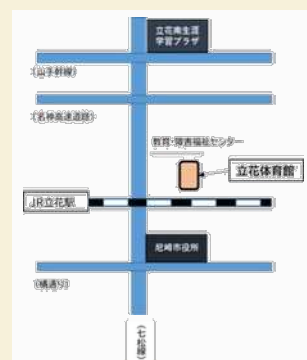 立花南生涯
学習プラザ
(山手幹線)
(名神高速道路)
教育・障害福祉センター
立花体育館
JR立花駅
尼崎市役所
(橘通り)
(七松線)